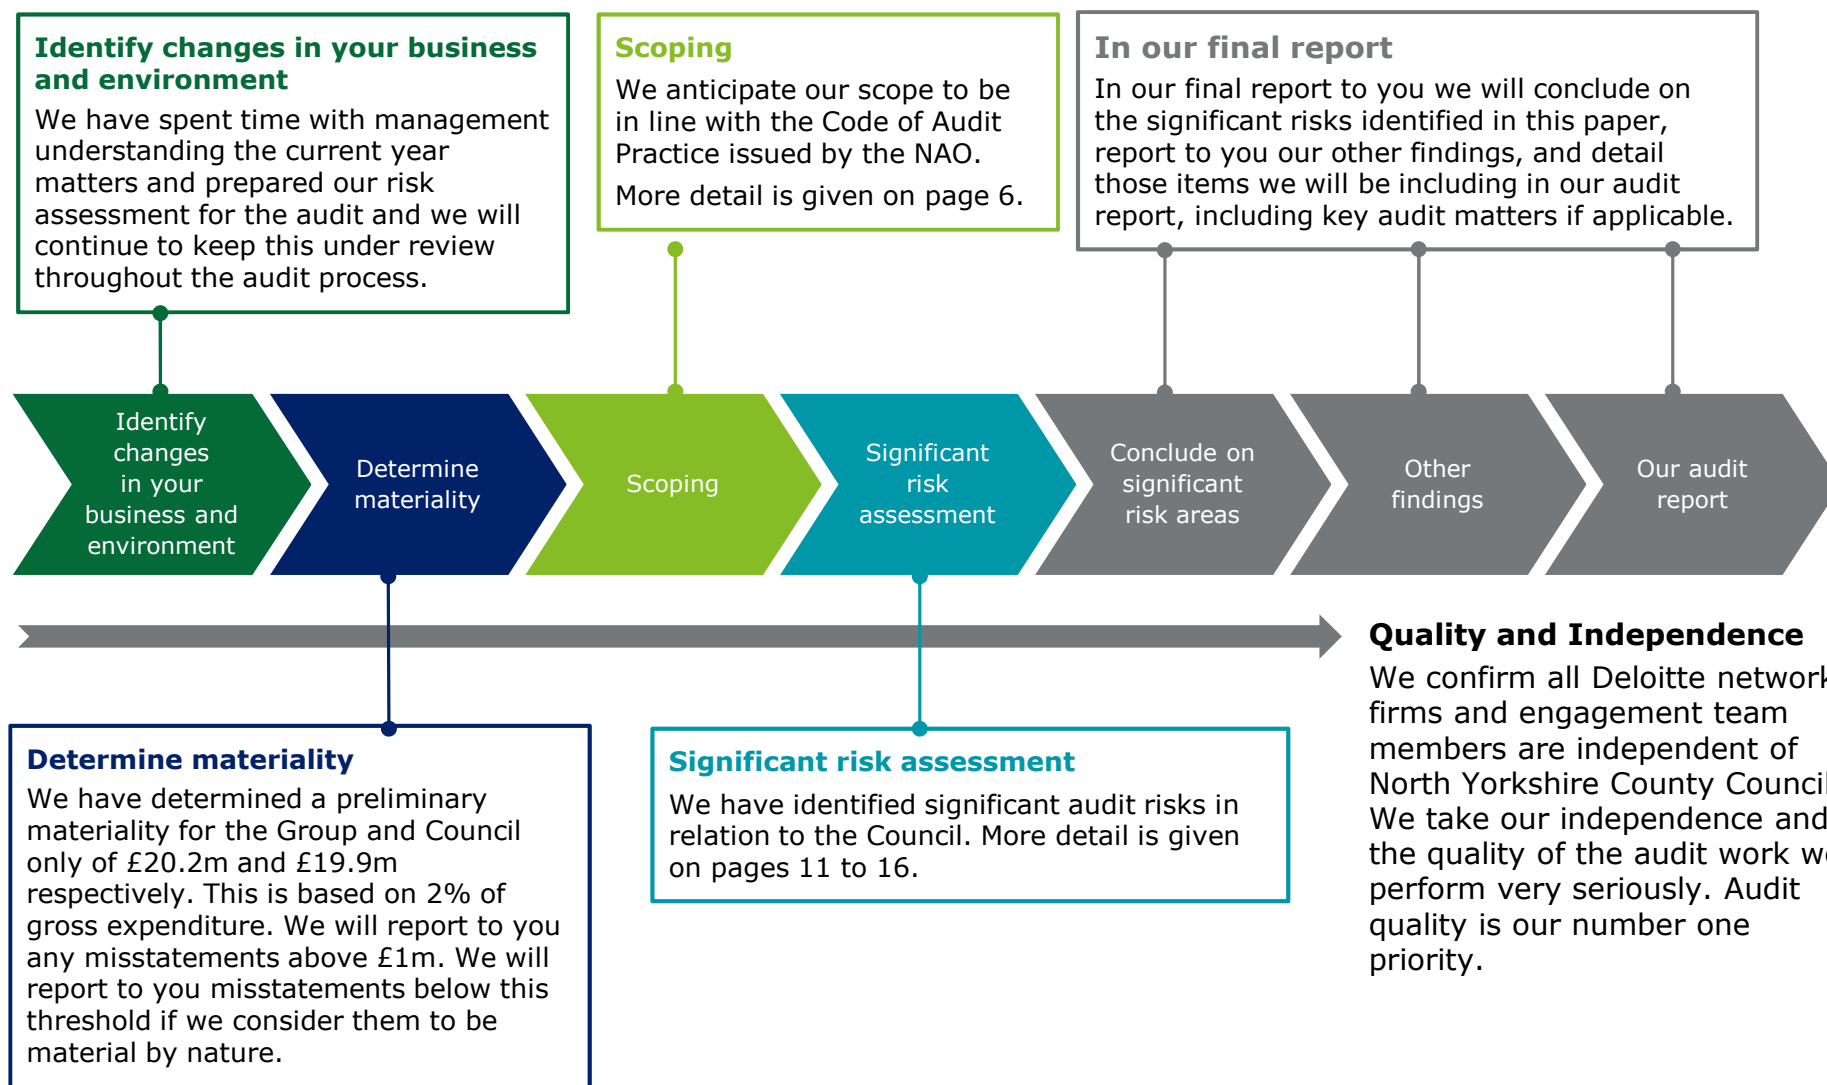 Identify changes in your business
and environment
We have spent time with management
understanding the current year
matters and prepared our risk
assessment for the audit and we will
continue to keep this under review
throughout the audit process.
Scoping
We anticipate our scope to be
in line with the Code of Audit
Practice issued by the NAO.
More detail is given on page 6.
In our final report
In our final report to you we will conclude on
the significant risks identified in this paper,
report to you our other findings, and detail
those items we will be including in our audit
report, including key audit matters if applicable.
Identify
changes
in your
business and
environment
Determine
materiality
Scoping
Significant
risk
assessment
Conclude on
significant
risk areas
Other
findings
Our audit
report
Determine materiality
We have determined a preliminary
materiality for the Group and Council
only of £20.2m and £19.9m
respectively. This is based on 2% of
gross expenditure. We will report to you
any misstatements above £1m. We will
report to you misstatements below this
threshold if we consider them to be
material by nature.
Significant risk assessment
We have identified significant audit risks in
relation to the Council. More detail is given
on pages 11 to 16.
Quality and Independence
We confirm all Deloitte network
firms and engagement team
members are independent of
North Yorkshire County Council
We take our independence and
the quality of the audit work we
perform very seriously. Audit
quality is our number one
priority.